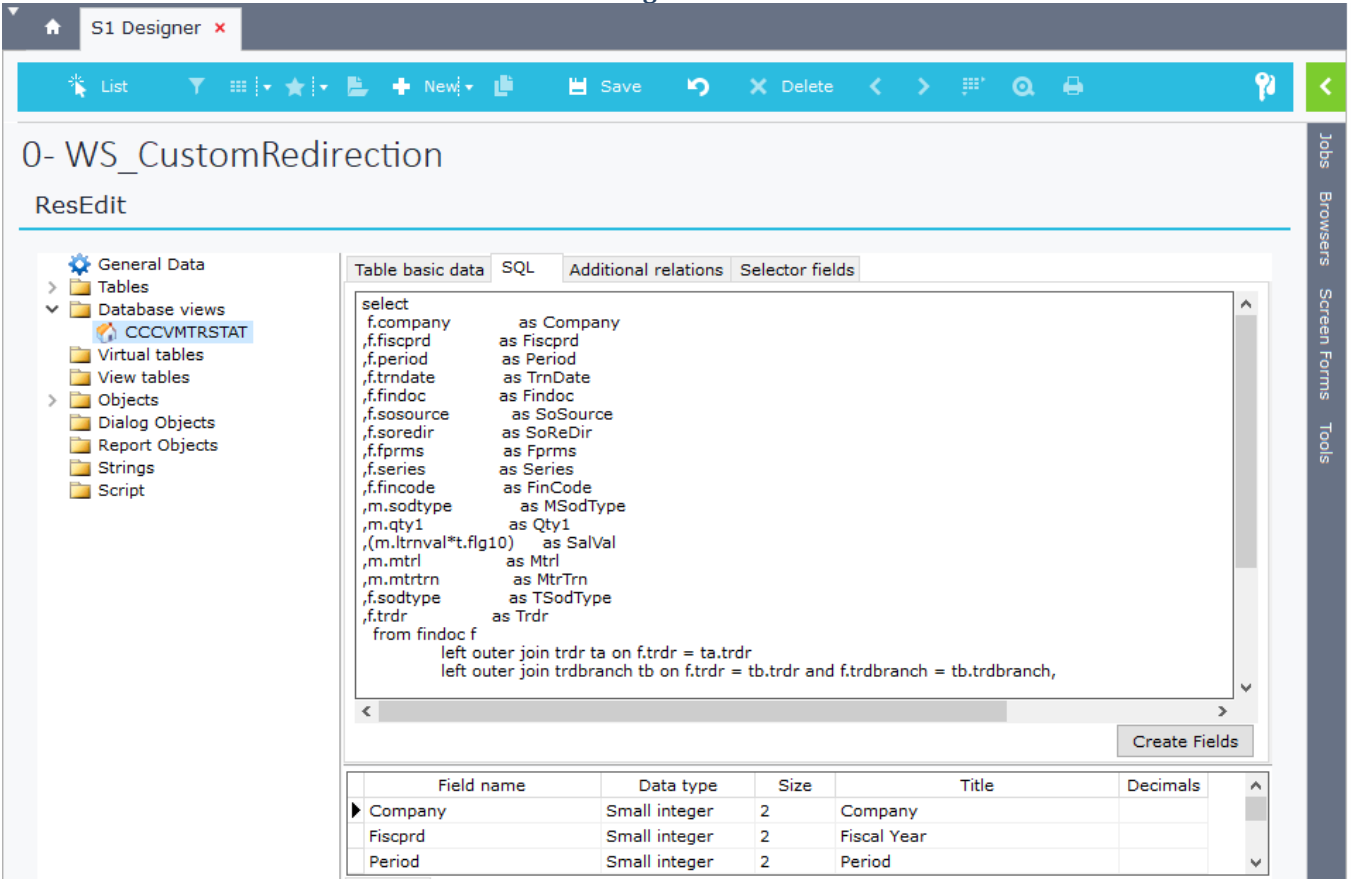 S1 Designer
List New Save Delete
0- WS_CustomRedirection
ResEdit
Jobs
Browsers
Screen Forms
Tools
General Data
Tables
Database views
CCCVMTRSTAT
Virtual tables
View tables
Objects
Dialog Objects
Report Objects
Strings
Script
Table basic data SQL Additional relations Selector fields
select
f.company as Company
,f.fiscprd as Fiscprd
,f.period as Period
,f.trndate as TrnDate
,f.findoc as Findoc
,f.sosource as SoSource
,f.soredir as SoReDir
,f.fprms as Fprms
,f.series as Series
,f.fincode as FinCode
,m.sodtype as MSodType
,m.qty1 as Qty1
,(m.ltrnval*t.flg10) as SalVal
,m.mtrl as Mtrl
,m.mtrtrn as MtrTrn
,f.sodtype as TSodType
,f.trdr as Trdr
from findoc f
left outer join trdr ta on f.trdr = ta.trdr
left outer join trdbranch tb on f.trdr = tb.trdr and f.trdbranch = tb.trdbranch,
Create Fields
Field name Data type Size Title Decimals
Company Small integer 2 Company
Fiscprd Small integer 2 Fiscal Year
Period Small integer 2 Period